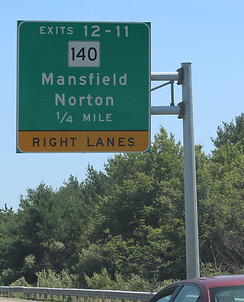 EXITS 12-11
140
Mansfield
Norton
1/4 MILE
RIGHT LANES